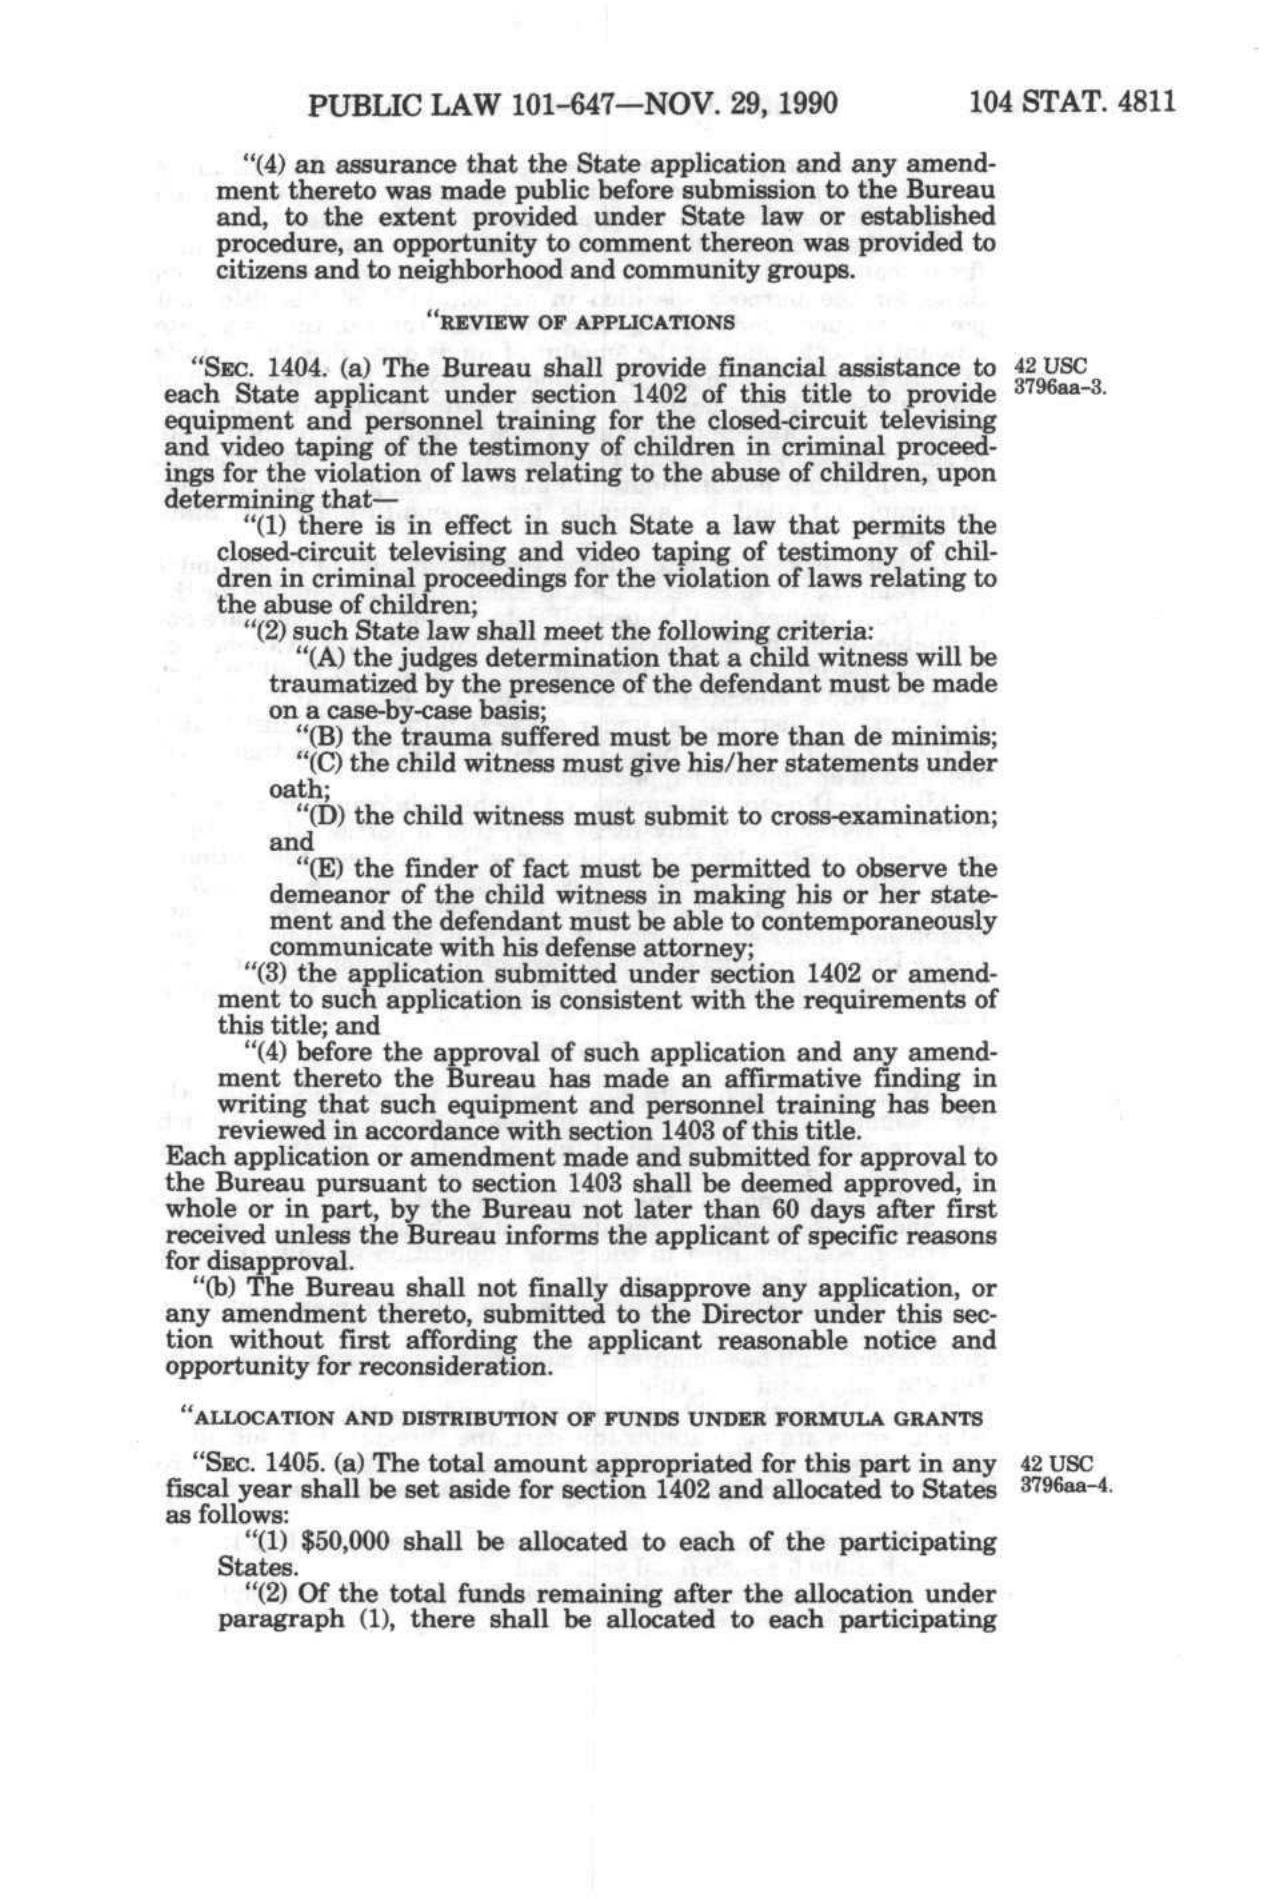 PUBLIC LAW 101-647—NOV. 29, 1990 104 STAT. 4811
"(4) an assurance that the State application and any amend-
ment thereto was made public before submission to the Bureau
and, to the extent provided under State law or established
procedure, an opportunity to comment thereon was provided to
citizens and to neighborhood and community groups.
"REVIEW OF APPLICATIONS
"SEC. 1404. (a) The Bureau shall provide financial assistance to 42 USC
each State applicant under section 1402 of this title to provide 3796aa-3.
equipment and personnel training for the closed-circuit televising
and video taping of the testimony of children in criminal proceed-
ings for the violation of laws relating to the abuse of children, upon
determining that—
"(1) there is in effect in such State a law that permits the
closed-circuit televising and video taping of testimony of chil-
dren in criminal proceedings for the violation of laws relating to
the abuse of children;
"(2) such State law shall meet the following criteria:
"(A) the judges determination that a child witness will be
traumatized by the presence of the defendant must be made
on a case-by-case basis;
"(B) the trauma suffered must be more than de minimis;
"(C) the child witness must give his/her statements under
oath;
"(D) the child witness must submit to cross-examination;
and
"(E) the finder of fact must be permitted to observe the
demeanor of the child witness in making his or her state-
ment and the defendant must be able to contemporaneously
communicate with his defense attorney;
"(3) the application submitted under section 1402 or amend-
ment to such application is consistent with the requirements of
this title; and
"(4) before the approval of such application and any amend-
ment thereto the Bureau has made an affirmative finding in
writing that such equipment and personnel training has been
reviewed in accordance with section 1403 of this title.
Each application or amendment made and submitted for approval to
the Bureau pursuant to section 1403 shall be deemed approved, in
whole or in part, by the Bureau not later than 60 days after first
received unless the Bureau informs the applicant of specific reasons
for disapproval.
"(b) The Bureau shall not finally disapprove any application, or
any amendment thereto, submitted to the Director under this sec-
tion without first affording the applicant reasonable notice and
opportunity for reconsideration.
"ALLOCATION AND DISTRIBUTION OF FUNDS UNDER FORMULA GRANTS
"SEC. 1405. (a) The total amount appropriated for this part in any 42 USC
fiscal year shall be set aside for section 1402 and allocated to States 3796aa-4.
as follows:
"(1) $50,000 shall be allocated to each of the participating
States.
"(2) Of the total funds remaining after the allocation under
paragraph (1), there shall be allocated to each participating